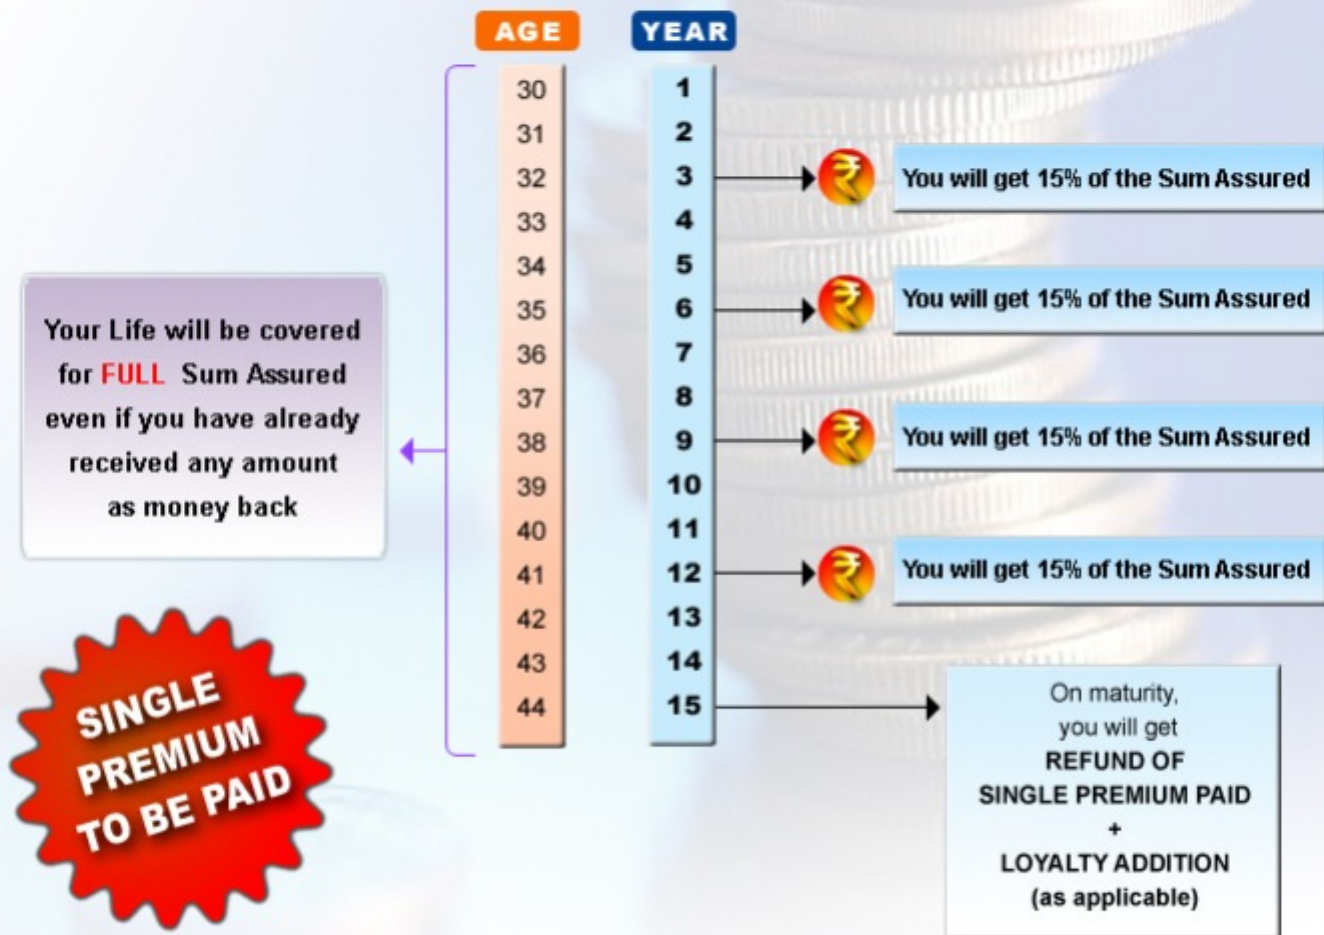 AGE YEAR
30 1
31 2
32 3 ₹ You will get 15% of the Sum Assured
33 4
34 5
35 6 ₹ You will get 15% of the Sum Assured
36 7
37 8
38 9 ₹ You will get 15% of the Sum Assured
39 10
40 11
41 12 ₹ You will get 15% of the Sum Assured
42 13
43 14
44 15
Your Life will be covered
for FULL Sum Assured
even if you have already
received any amount
as money back
SINGLE
PREMIUM
TO BE PAID
On maturity,
you will get
REFUND OF
SINGLE PREMIUM PAID
+
LOYALTY ADDITION
(as applicable)